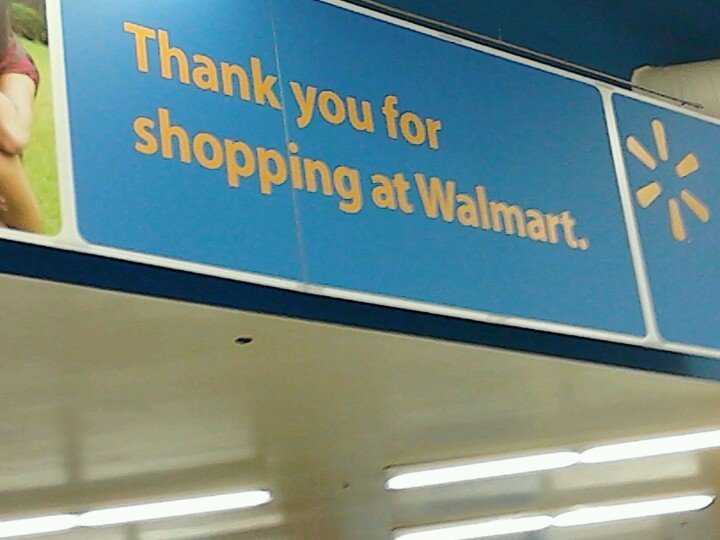 Thank you for
shopping at Walmart.